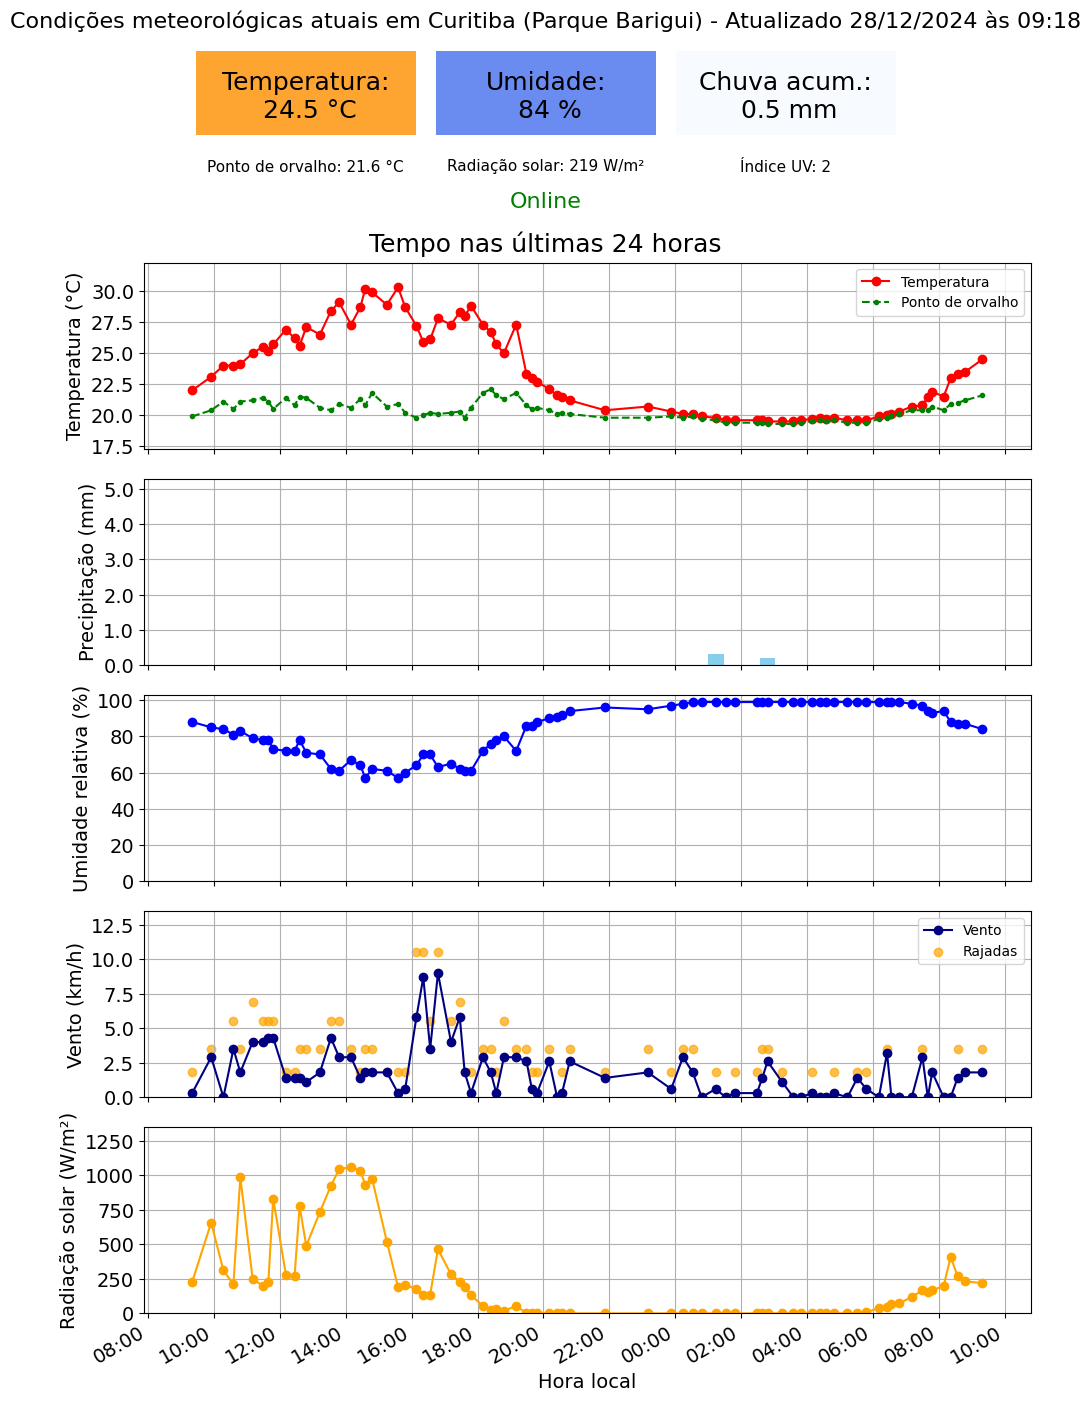 Condições meteorológicas atuais em Curitiba (Parque Barigui) - Atualizado 28/12/2024 às 09:18
Temperatura:
24.5 °C
Umidade:
84 %
Chuva acum.:
0.5 mm
Ponto de orvalho: 21.6 °C
Radiação solar: 219 W/m²
Índice UV: 2
Online
Tempo nas últimas 24 horas
Temperatura (°C)
30.0
27.5
25.0
22.5
20.0
17.5
Temperatura
Ponto de orvalho
Precipitação (mm)
5.0
4.0
3.0
2.0
1.0
0.0
Umidade relativa (%)
100
80
60
40
20
0
Vento (km/h)
12.5
10.0
7.5
5.0
2.5
0.0
Vento
Rajadas
Radiação solar (W/m²)
1250
1000
750
500
250
0
08:00 10:00 12:00 14:00 16:00 18:00 20:00 22:00 00:00 02:00 04:00 06:00 08:00 10:00
Hora local